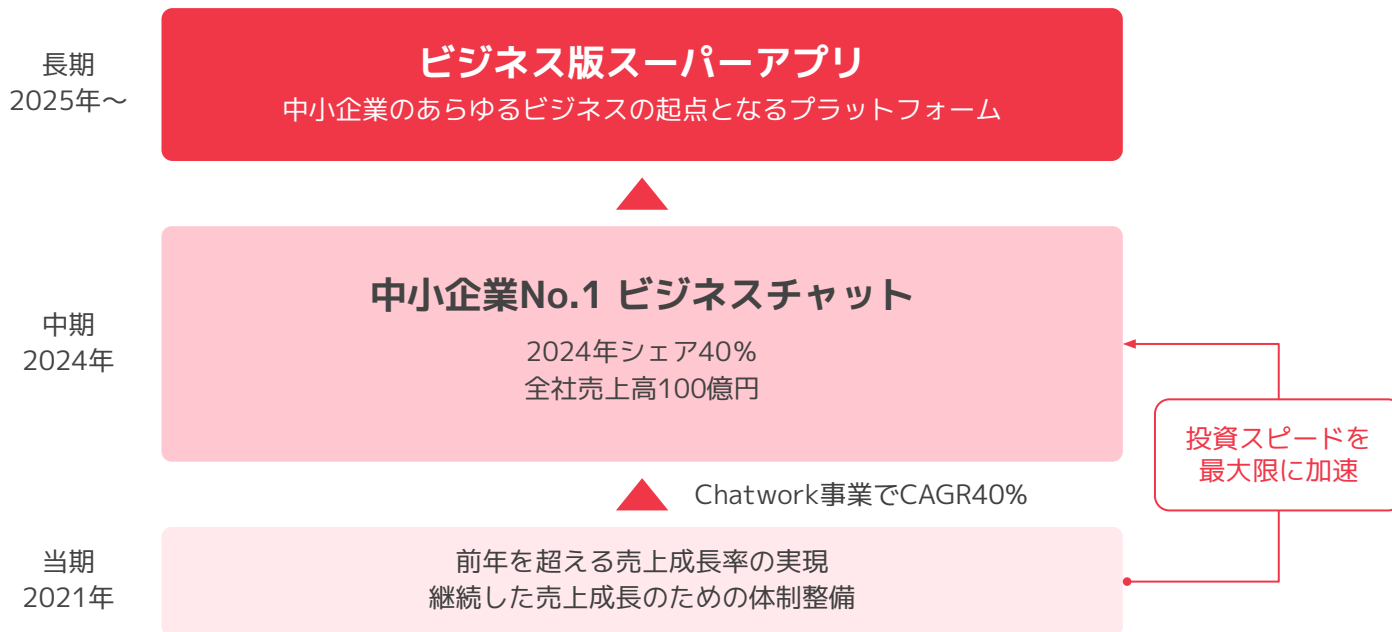 長期
2025年〜
ビジネス版スーパーアプリ
中小企業のあらゆるビジネスの起点となるプラットフォーム
中期
2024年
中小企業No.1 ビジネスチャット
2024年シェア40%
全社売上高100億円
投資スピードを
最大限に加速
Chatwork事業でCAGR40%
当期
2021年
前年を超える売上成長率の実現
継続した売上成長のための体制整備